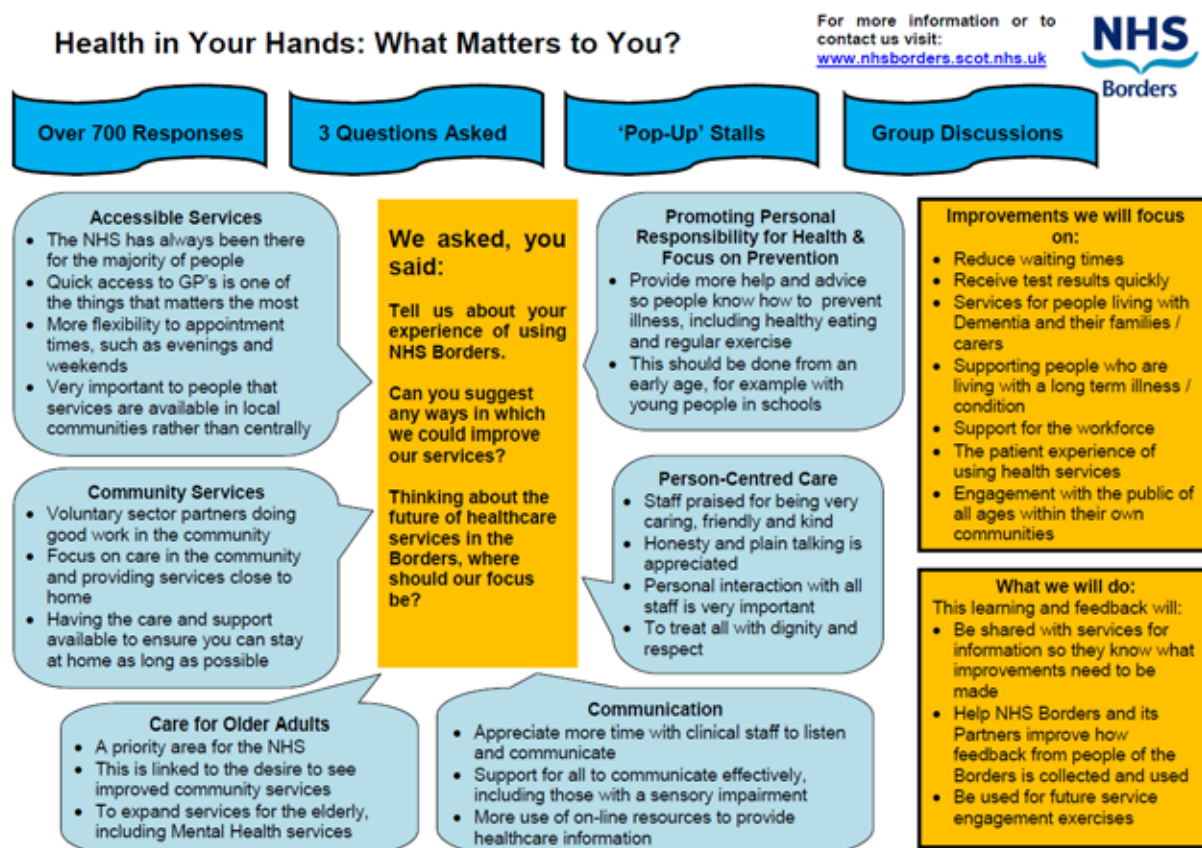 Health in Your Hands: What Matters to You?
For more information or to
contact us visit:
www.nhsborders.scot.nhs.uk
NHS
Borders
Over 700 Responses
3 Questions Asked
‘Pop-Up’ Stalls
Group Discussions
Accessible Services
• The NHS has always been there
for the majority of people
• Quick access to GP's is one of
the things that matters the most
• More flexibility to appointment
times, such as evenings and
weekends
• Very important to people that
services are available in local
communities rather than centrally
Community Services
• Voluntary sector partners doing
good work in the community
• Focus on care in the community
and providing services close to
home
• Having the care and support
available to ensure you can stay
at home as long as possible
Care for Older Adults
• A priority area for the NHS
• This is linked to the desire to see
improved community services
• To expand services for the elderly,
including Mental Health services
We asked, you
said:
Tell us about your
experience of using
NHS Borders.
Can you suggest
any ways in which
we could improve
our services?
Thinking about the
future of healthcare
services in the
Borders, where
should our focus
be?
Promoting Personal
Responsibility for Health &
Focus on Prevention
• Provide more help and advice
so people know how to prevent
illness, including healthy eating
and regular exercise
• This should be done from an
early age, for example with
young people in schools
Person-Centred Care
• Staff praised for being very
caring, friendly and kind
• Honesty and plain talking is
appreciated
• Personal interaction with all
staff is very important
• To treat all with dignity and
respect
Communication
• Appreciate more time with clinical staff to listen
and communicate
• Support for all to communicate effectively,
including those with a sensory impairment
• More use of on-line resources to provide
healthcare information
Improvements we will focus
on:
• Reduce waiting times
• Receive test results quickly
• Services for people living with
Dementia and their families /
carers
• Supporting people who are
living with a long term illness /
condition
• Support for the workforce
• The patient experience of
using health services
• Engagement with the public of
all ages within their own
communities
What we will do:
This learning and feedback will:
• Be shared with services for
information so they know what
improvements need to be
made
• Help NHS Borders and its
Partners improve how
feedback from people of the
Borders is collected and used
• Be used for future service
engagement exercises